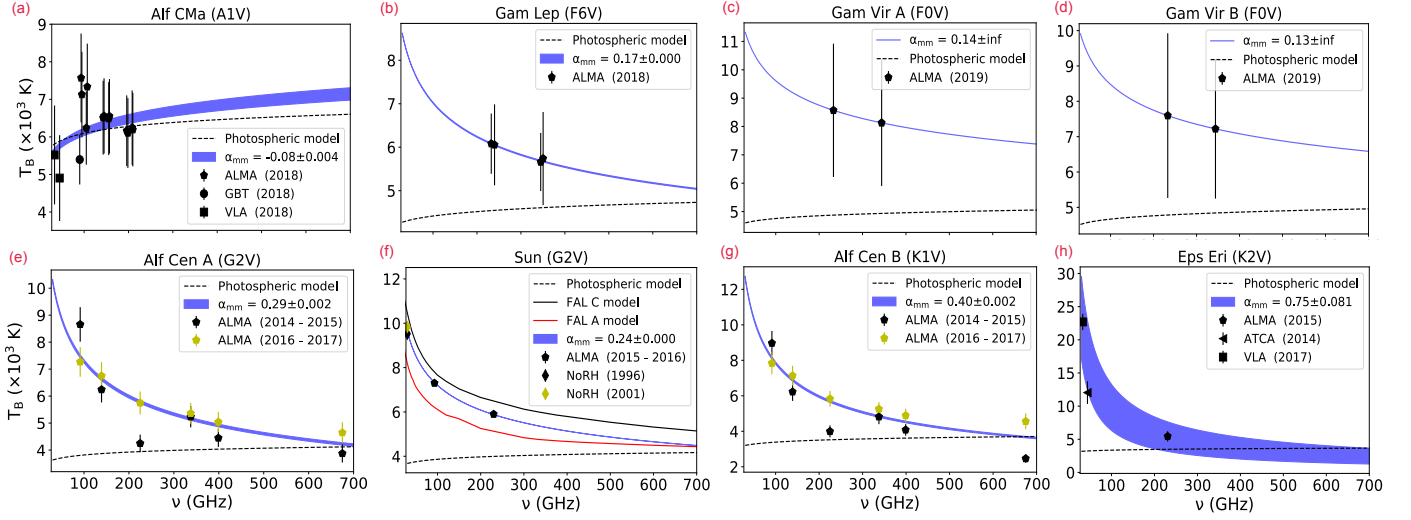 (a) Alf CMa (A1V)
T_B (×10³ K)
9
8
7
6
5
4
Photospheric model
α_mm = -0.08±0.004
ALMA (2018)
GBT (2018)
VLA (2018)
(b) Gam Lep (F6V)
8
7
6
5
Photospheric model
α_mm = 0.17±0.000
ALMA (2018)
(c) Gam Vir A (F0V)
11
10
9
8
7
6
5
α_mm = 0.14±inf
Photospheric model
ALMA (2019)
(d) Gam Vir B (F0V)
10
9
8
7
6
5
α_mm = 0.13±inf
Photospheric model
ALMA (2019)
(e) Alf Cen A (G2V)
T_B (×10³ K)
10
9
8
7
6
5
4
Photospheric model
α_mm = 0.29±0.002
ALMA (2014 - 2015)
ALMA (2016 - 2017)
100 200 300 400 500 600 700
ν (GHz)
(f) Sun (G2V)
12
10
8
6
4
Photospheric model
FAL C model
FAL A model
α_mm = 0.24±0.000
ALMA (2015 - 2016)
NoRH (1996)
NoRH (2001)
100 200 300 400 500 600 700
ν (GHz)
(g) Alf Cen B (K1V)
12
10
8
6
4
2
Photospheric model
α_mm = 0.40±0.002
ALMA (2014 - 2015)
ALMA (2016 - 2017)
100 200 300 400 500 600 700
ν (GHz)
(h) Eps Eri (K2V)
30
25
20
15
10
5
0
Photospheric model
α_mm = 0.75±0.081
ALMA (2015)
ATCA (2014)
VLA (2017)
100 200 300 400 500 600 700
ν (GHz)